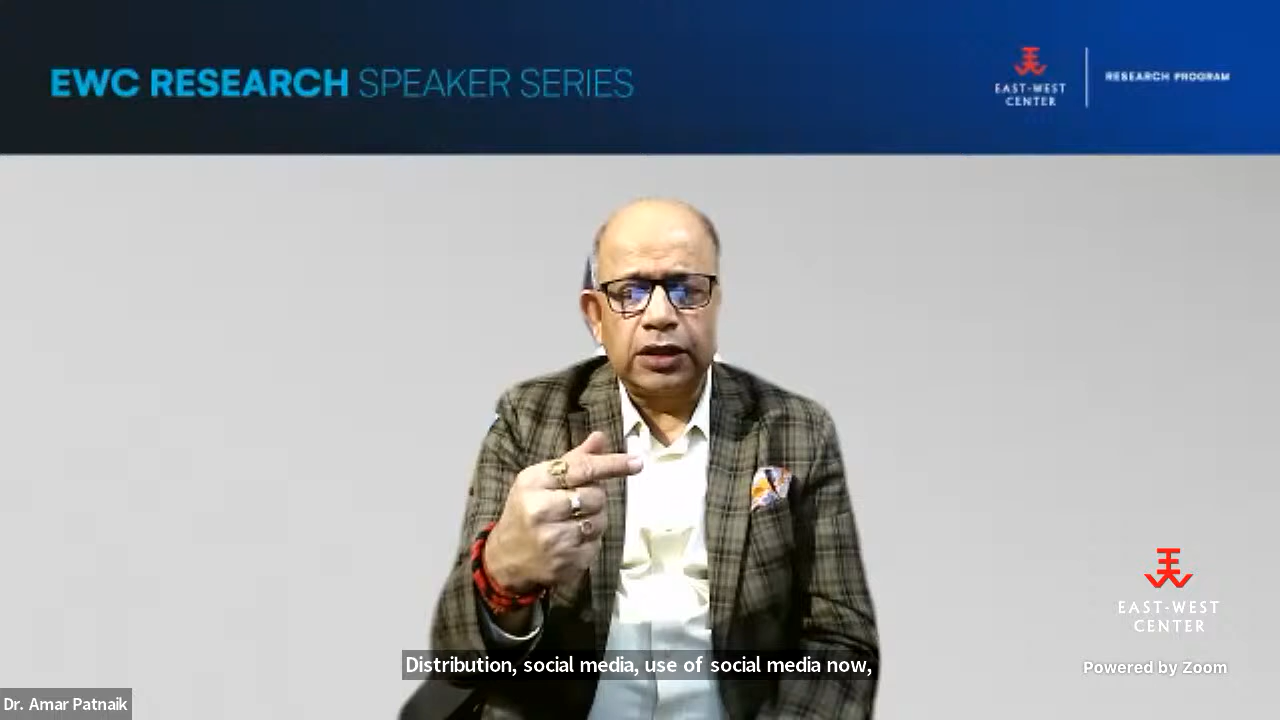 EWC RESEARCH SPEAKER SERIES
EAST-WEST
CENTER
RESEARCH PROGRAM
EAST-WEST
CENTER
Distribution, social media, use of social media now,
Powered by Zoom
Dr. Amar Patnaik